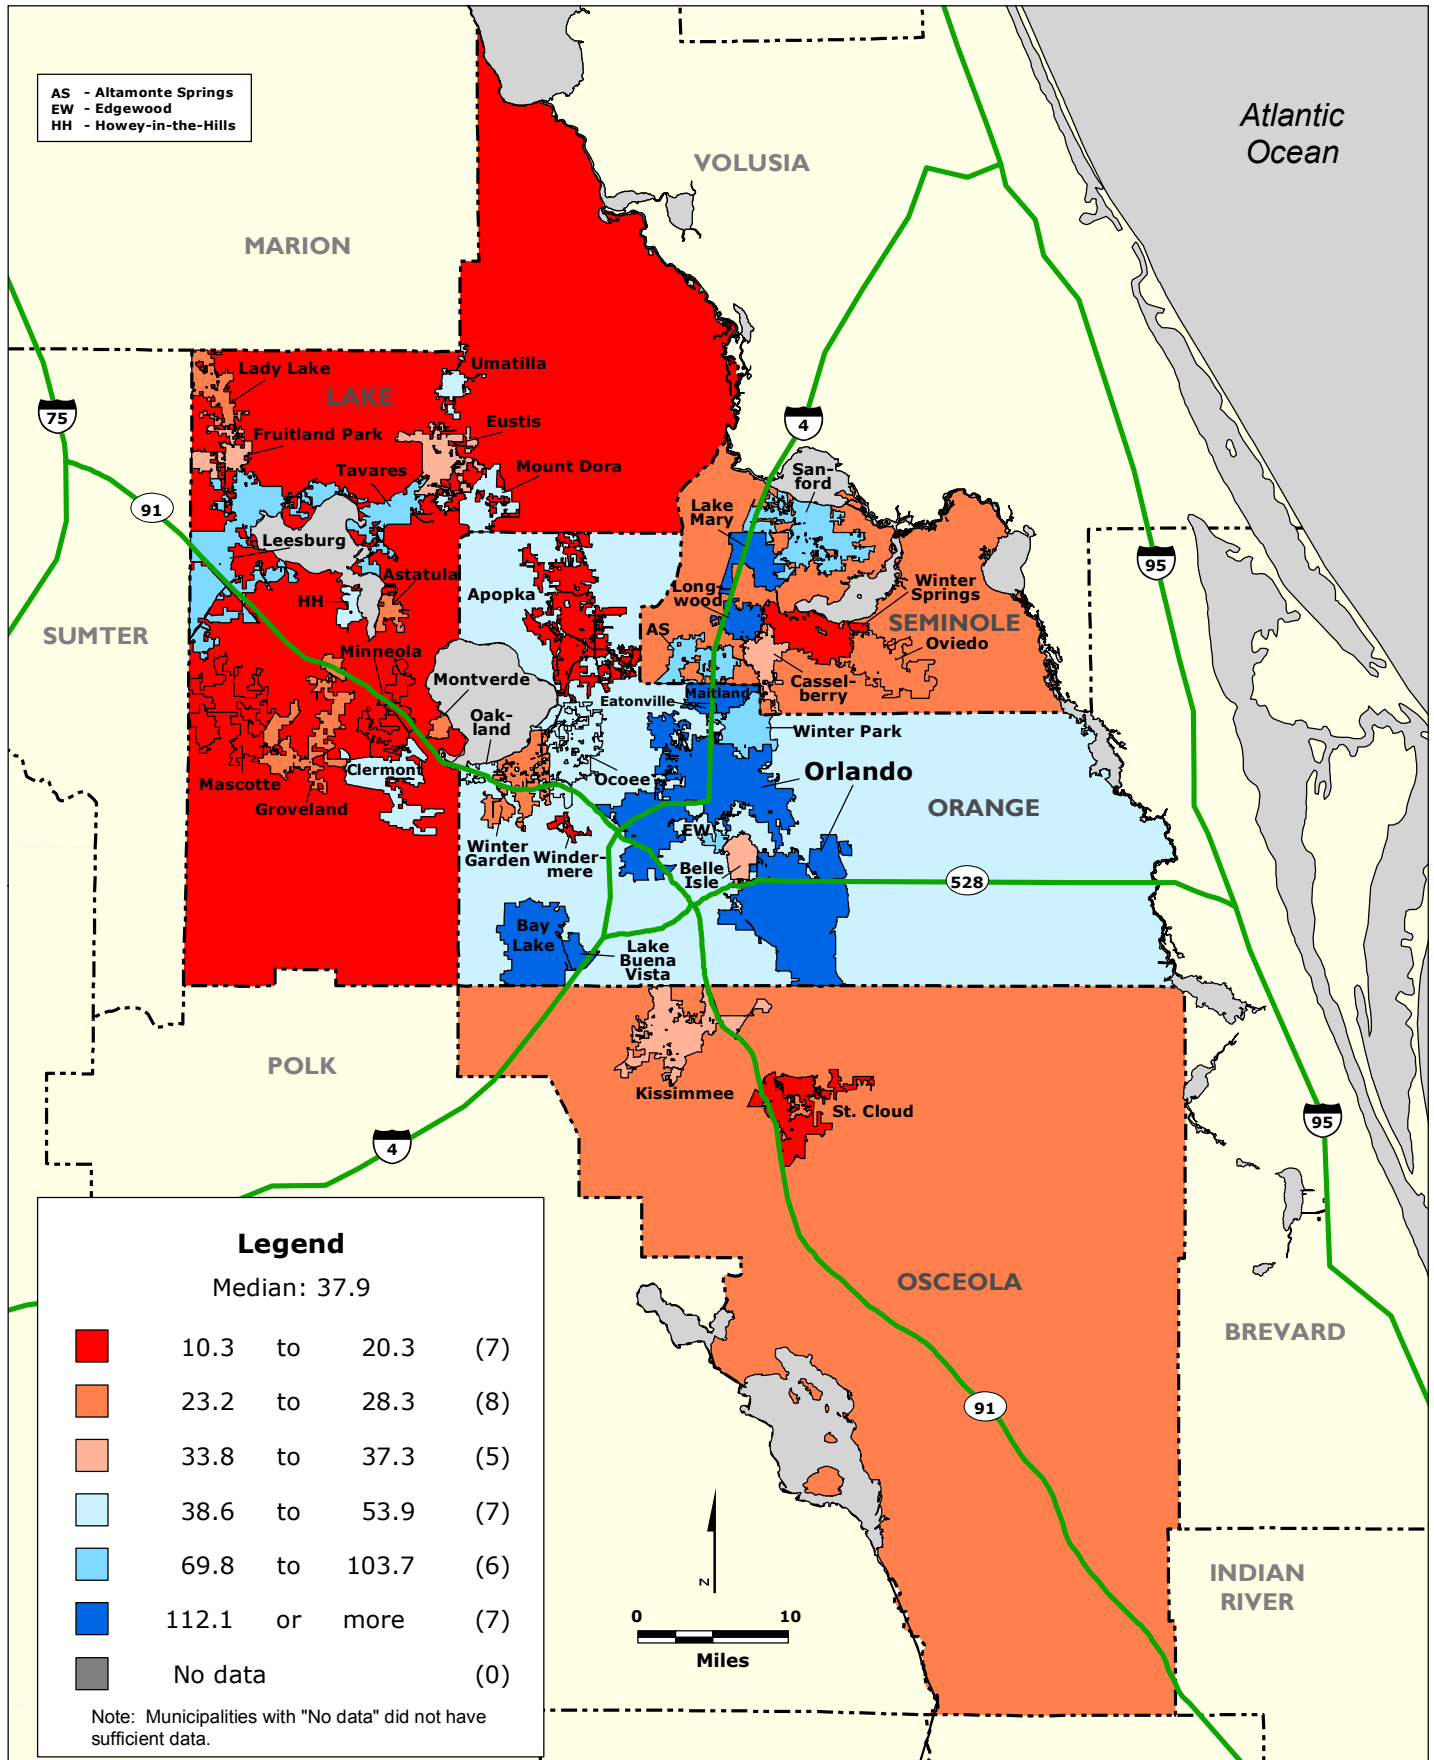 AS - Altamonte Springs
EW - Edgewood
HH - Howey-in-the-Hills
Atlantic
Ocean
VOLUSIA
MARION
Umatilla
Lady Lake
LAKE
75
4
Eustis
Fruitland Park
Mount Dora
Tavares
San-
ford
91
Lake
Mary
Leesburg
95
Astatula
Winter
Springs
Long-
wood
Apopka
HH
SUMTER
AS
SEMINOLE
Oviedo
Minneola
Montverde
Cassel-
berry
Maitland
Eatonville
Oak-
land
Winter Park
Clermont
Orlando
Mascotte
Ocoee
Groveland
ORANGE
EW
Winter
Garden
Winder-
mere
Belle
Isle
528
Bay
Lake
Lake
Buena
Vista
POLK
Kissimmee
St. Cloud
95
4
OSCEOLA
BREVARD
91
INDIAN
RIVER
Legend
Median: 37.9
10.3 to 20.3 (7)
23.2 to 28.3 (8)
33.8 to 37.3 (5)
38.6 to 53.9 (7)
69.8 to 103.7 (6)
112.1 or more (7)
No data (0)
Note: Municipalities with "No data" did not have
sufficient data.
N
0 10
Miles